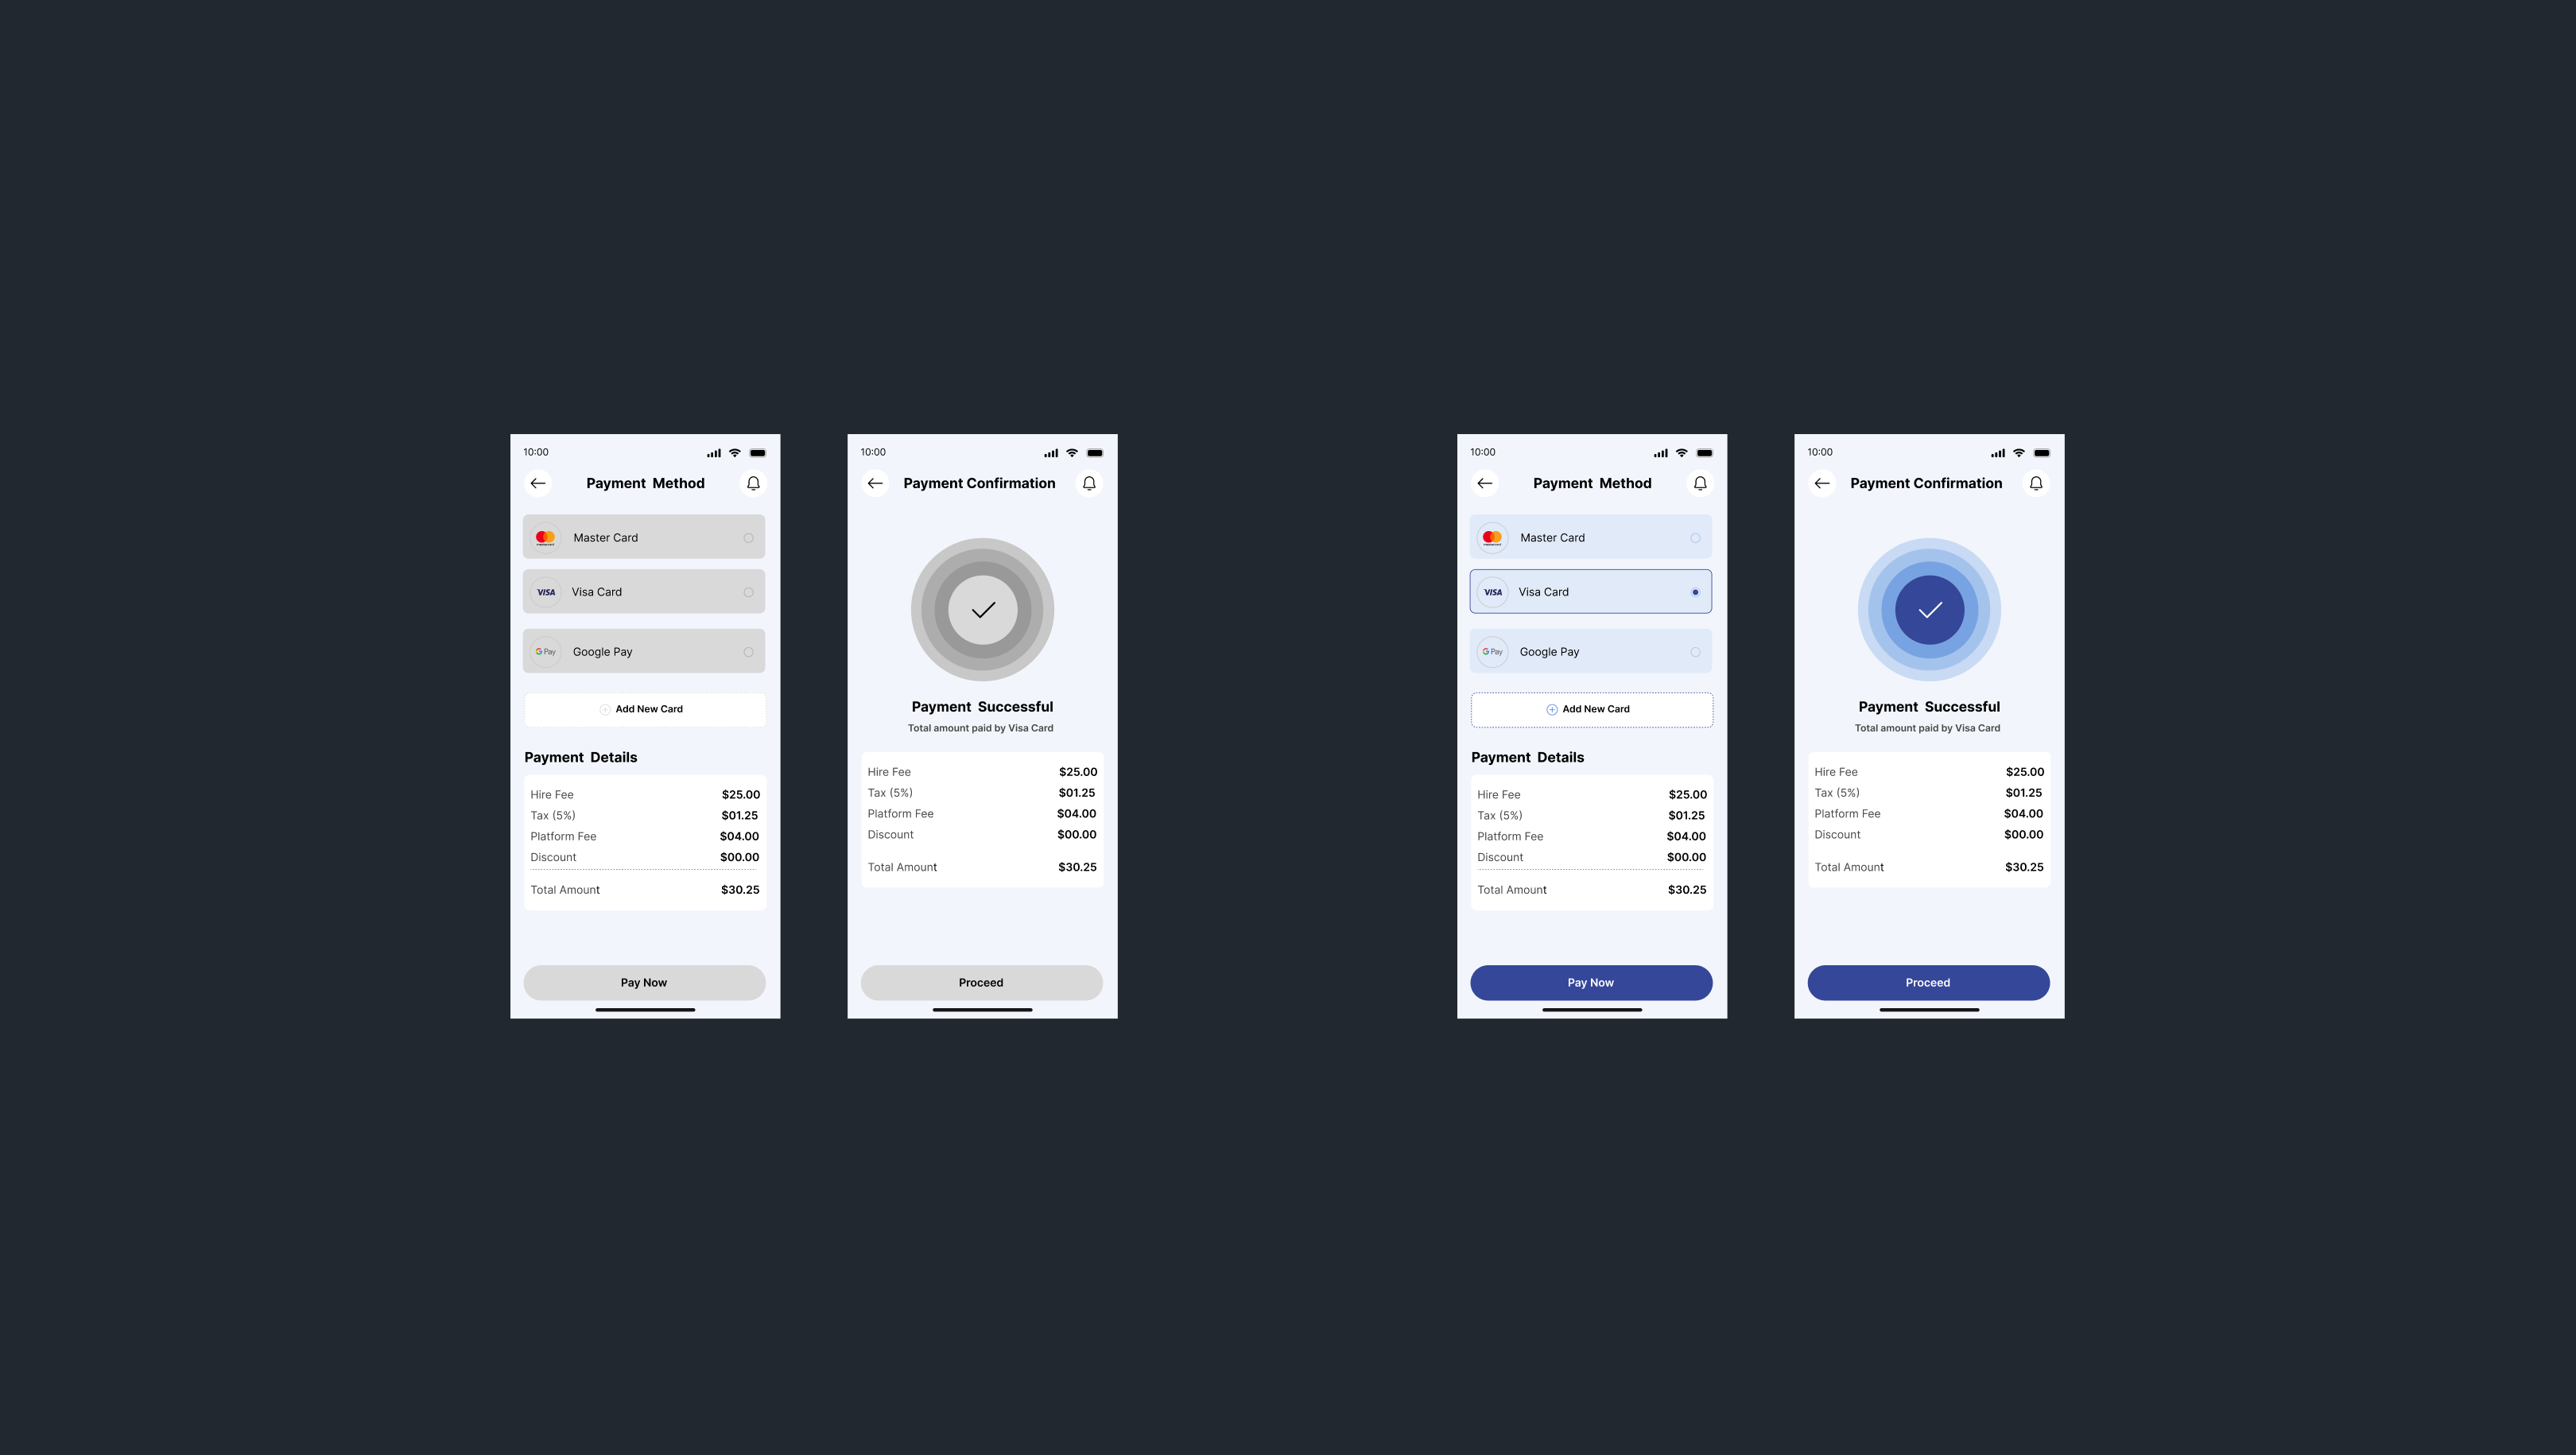 10:00
Payment Method
mastercard
Master Card
VISA
Visa Card
G Pay
Google Pay
Add New Card
Payment Details
Hire Fee $25.00
Tax (5%) $01.25
Platform Fee $04.00
Discount $00.00
Total Amount $30.25
Pay Now
10:00
Payment Confirmation
Payment Successful
Total amount paid by Visa Card
Hire Fee $25.00
Tax (5%) $01.25
Platform Fee $04.00
Discount $00.00
Total Amount $30.25
Proceed
10:00
Payment Method
mastercard
Master Card
VISA
Visa Card
G Pay
Google Pay
Add New Card
Payment Details
Hire Fee $25.00
Tax (5%) $01.25
Platform Fee $04.00
Discount $00.00
Total Amount $30.25
Pay Now
10:00
Payment Confirmation
Payment Successful
Total amount paid by Visa Card
Hire Fee $25.00
Tax (5%) $01.25
Platform Fee $04.00
Discount $00.00
Total Amount $30.25
Proceed